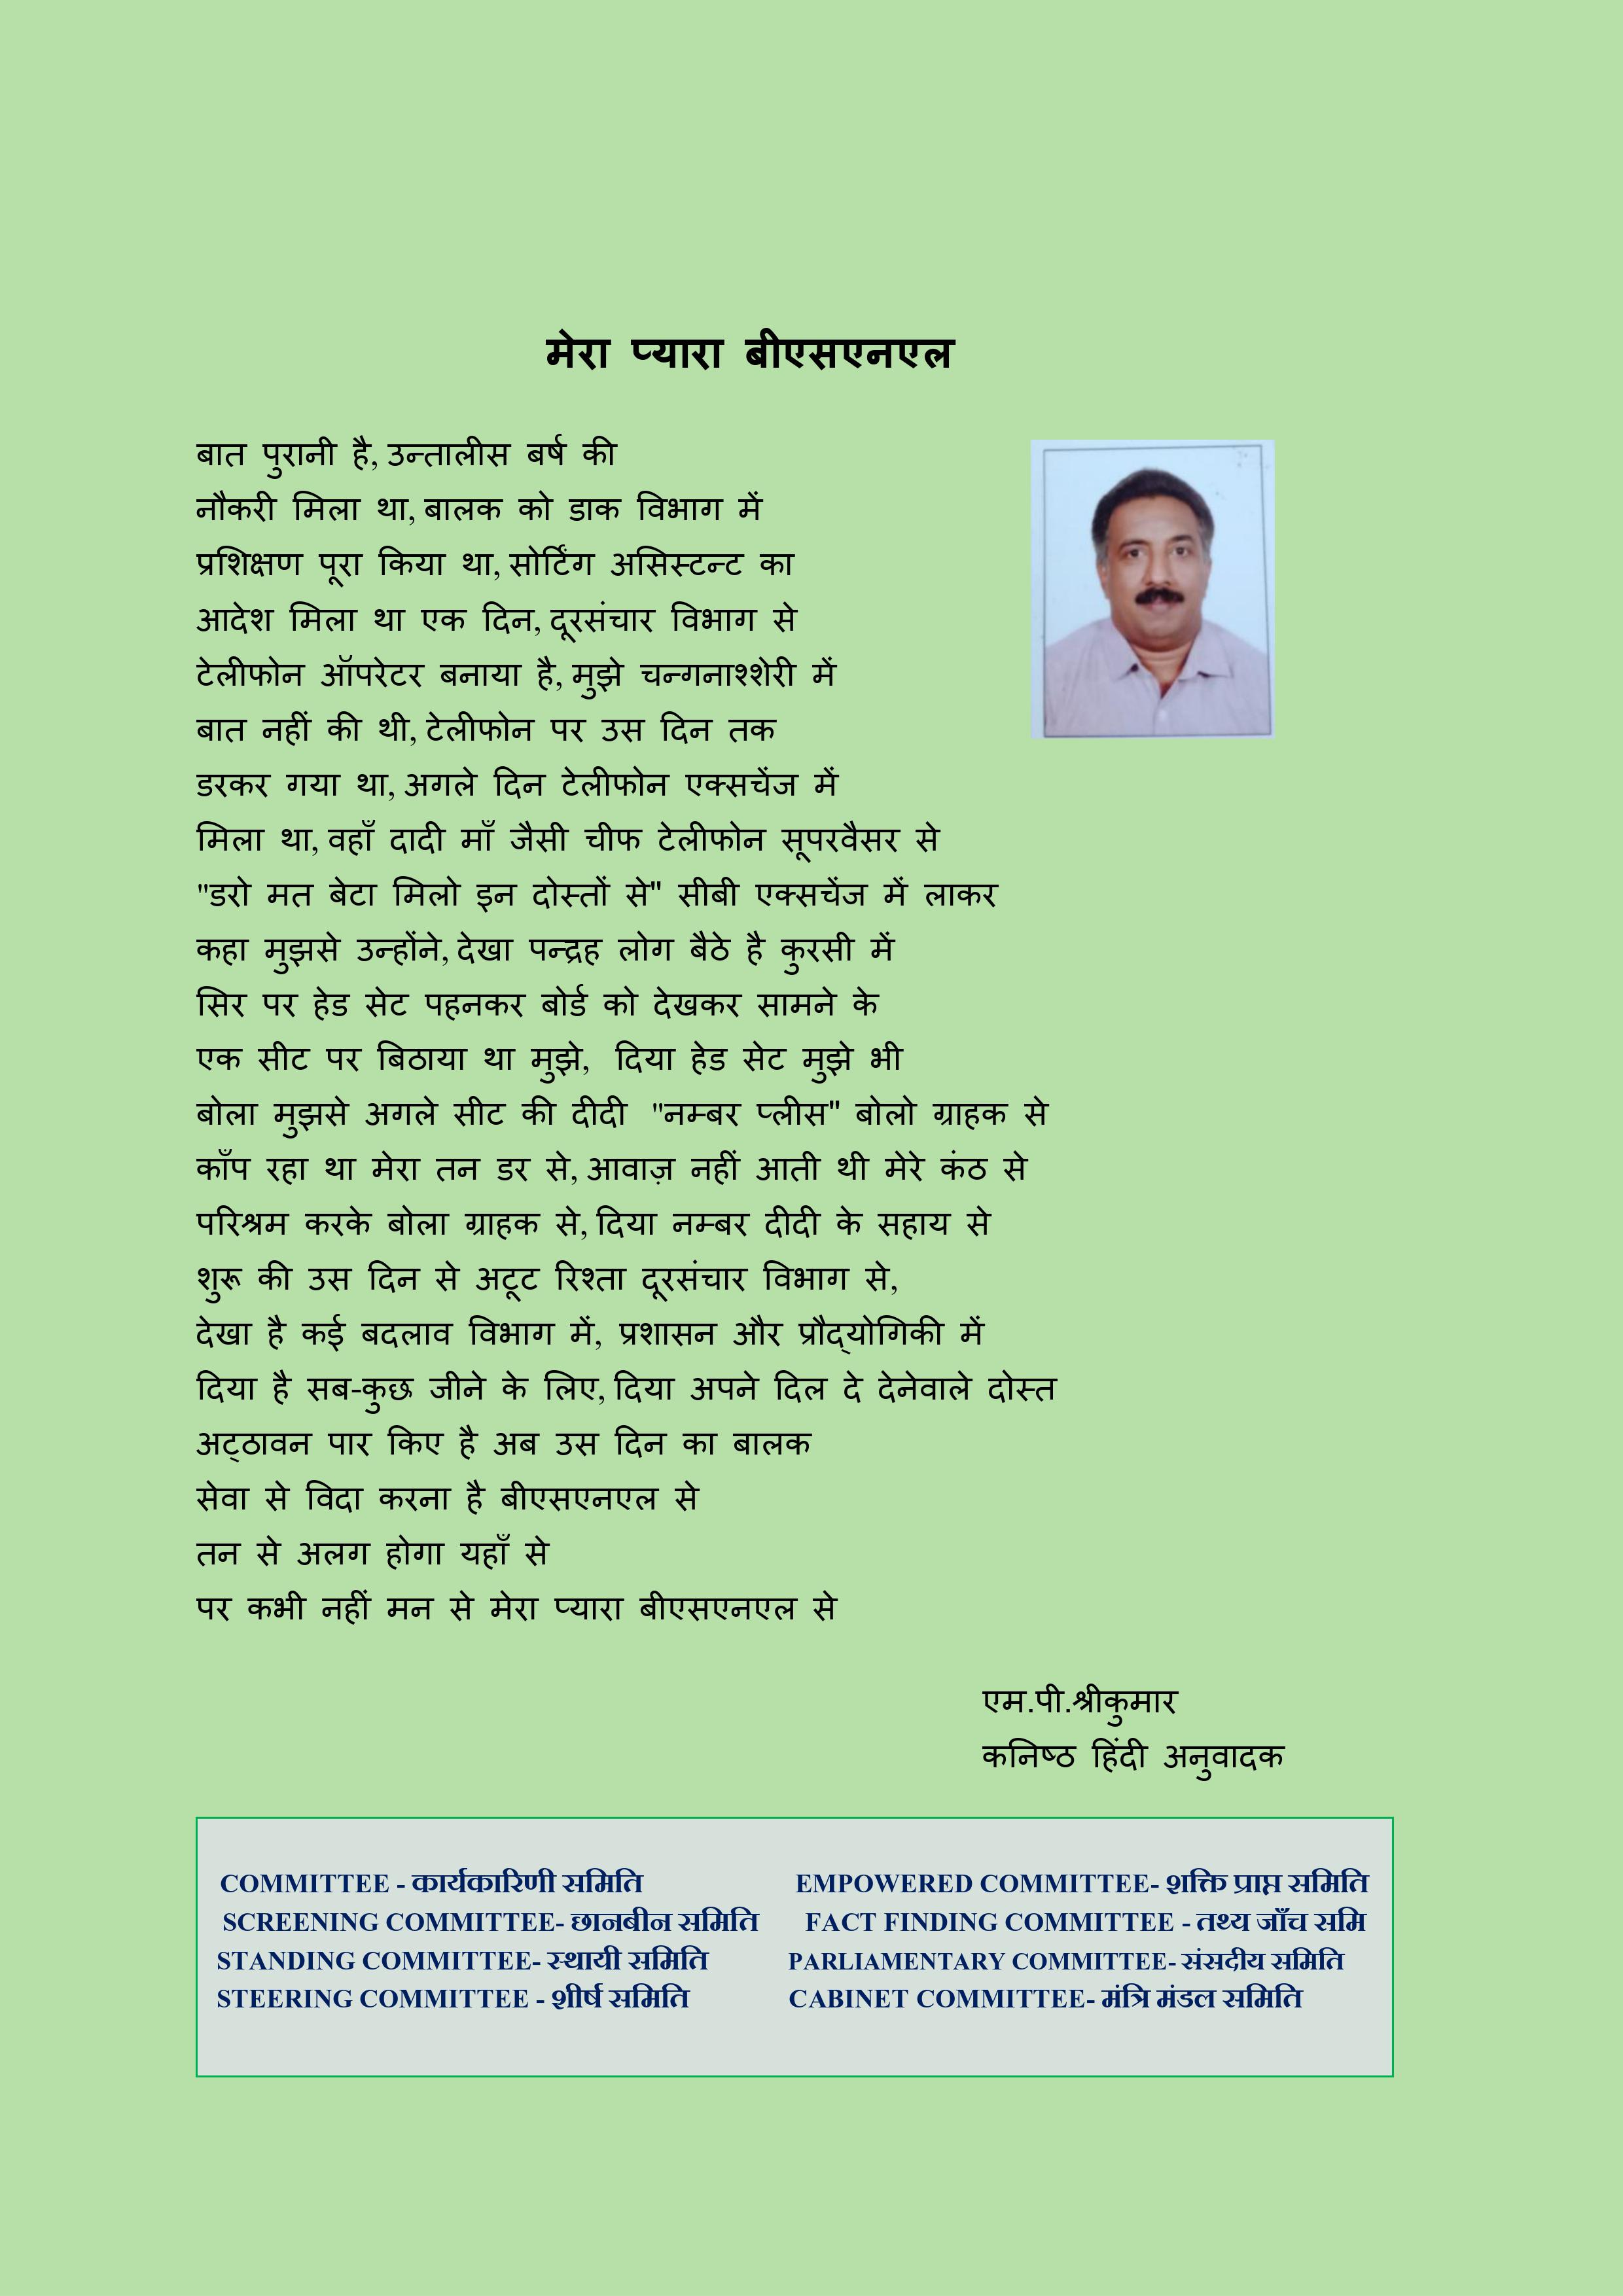 मेरा प्यारा बीएसएनएल
बात पुरानी है, उन्तालीस बर्ष की
नौकरी मिला था, बालक को डाक विभाग में
प्रशिक्षण पूरा किया था, सोर्टिंग असिस्टन्ट का
आदेश मिला था एक दिन, दूरसंचार विभाग से
टेलीफोन ऑपरेटर बनाया है, मुझे चन्गनाश्शेरी में
बात नहीं की थी, टेलीफोन पर उस दिन तक
डरकर गया था, अगले दिन टेलीफोन एक्सचेंज में
मिला था, वहाँ दादी माँ जैसी चीफ टेलीफोन सूपरवैसर से
"डरो मत बेटा मिलो इन दोस्तों से" सीबी एक्सचेंज में लाकर
कहा मुझसे उन्होंने, देखा पन्द्रह लोग बैठे है कुरसी में
सिर पर हेड सेट पहनकर बोर्ड को देखकर सामने के
एक सीट पर बिठाया था मुझे, दिया हेड सेट मुझे भी
बोला मुझसे अगले सीट की दीदी "नम्बर प्लीस" बोलो ग्राहक से
काँप रहा था मेरा तन डर से, आवाज़ नहीं आती थी मेरे कंठ से
परिश्रम करके बोला ग्राहक से, दिया नम्बर दीदी के सहाय से
शुरू की उस दिन से अटूट रिश्ता दूरसंचार विभाग से,
देखा है कई बदलाव विभाग में, प्रशासन और प्रौद्योगिकी में
दिया है सब-कुछ जीने के लिए, दिया अपने दिल दे देनेवाले दोस्त
अट्ठावन पार किए है अब उस दिन का बालक
सेवा से विदा करना है बीएसएनएल से
तन से अलग होगा यहाँ से
पर कभी नहीं मन से मेरा प्यारा बीएसएनएल से
एम.पी.श्रीकुमार
कनिष्ठ हिंदी अनुवादक
COMMITTEE - कार्यकारिणी समिति EMPOWERED COMMITTEE- शक्ति प्राप्त समिति
SCREENING COMMITTEE- छानबीन समिति FACT FINDING COMMITTEE - तथ्य जाँच समि
STANDING COMMITTEE- स्थायी समिति PARLIAMENTARY COMMITTEE- संसदीय समिति
STEERING COMMITTEE - शीर्ष समिति CABINET COMMITTEE- मंत्रि मंडल समिति